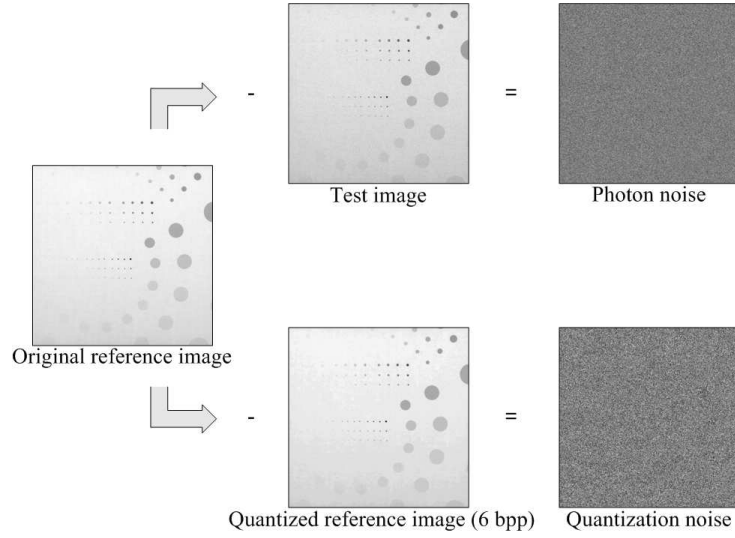 -
=
Test image
Photon noise
Original reference image
-
=
Quantized reference image (6 bpp)
Quantization noise